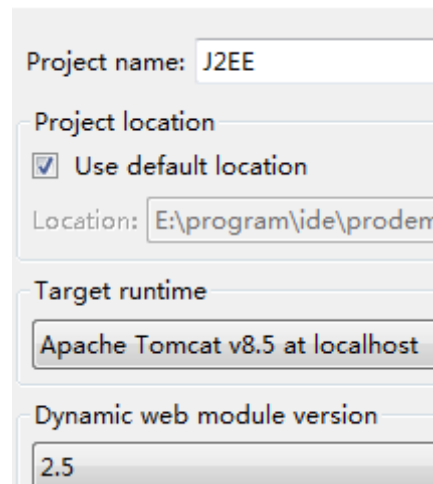 Project name: J2EE
Project location
Use default location
Location: E:\program\ide\prodem
Target runtime
Apache Tomcat v8.5 at localhost
Dynamic web module version
2.5